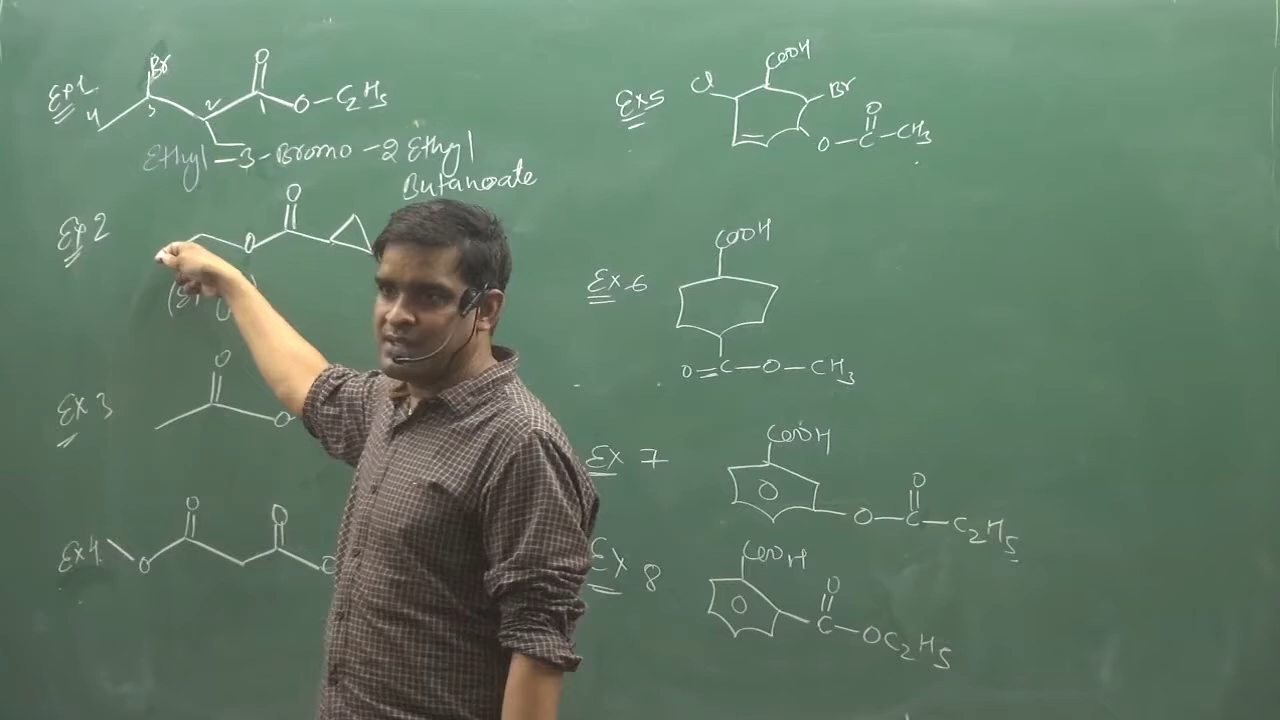 Ex 1
Br
O
4
3
2
1
O-C2H5
Ethyl-3-Bromo-2 Ethyl
Butanoate
Ex 2
O
O
Ex 3
O
O
Ex 4
O
O
O
O
Ex 5
COOH
Cl
Br
O
O-C-CH3
Ex-6
COOH
O=C-O-CH3
Ex 7
COOH
O
O-C-C2H5
Ex 8
COOH
O
C-OC2H5